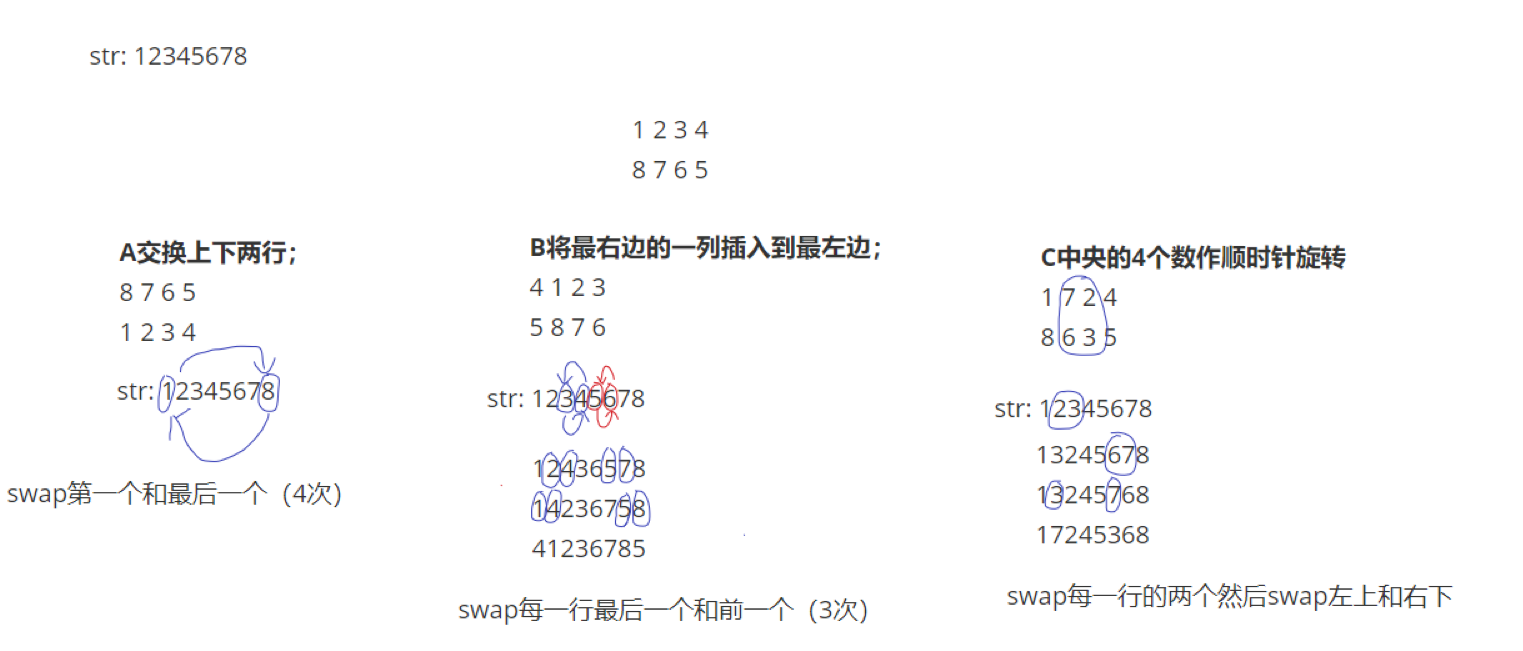 str: 12345678
1 2 3 4
8 7 6 5
A交换上下两行；
8 7 6 5
1 2 3 4
str: 12345678
swap第一个和最后一个（4次）
B将最右边的一列插入到最左边；
4 1 2 3
5 8 7 6
str: 12345678
12436578
14236758
41236785
swap每一行最后一个和前一个（3次）
C中央的4个数作顺时针旋转
1 7 2 4
8 6 3 5
str: 12345678
13245678
13245768
17245368
swap每一行的两个然后swap左上和右下